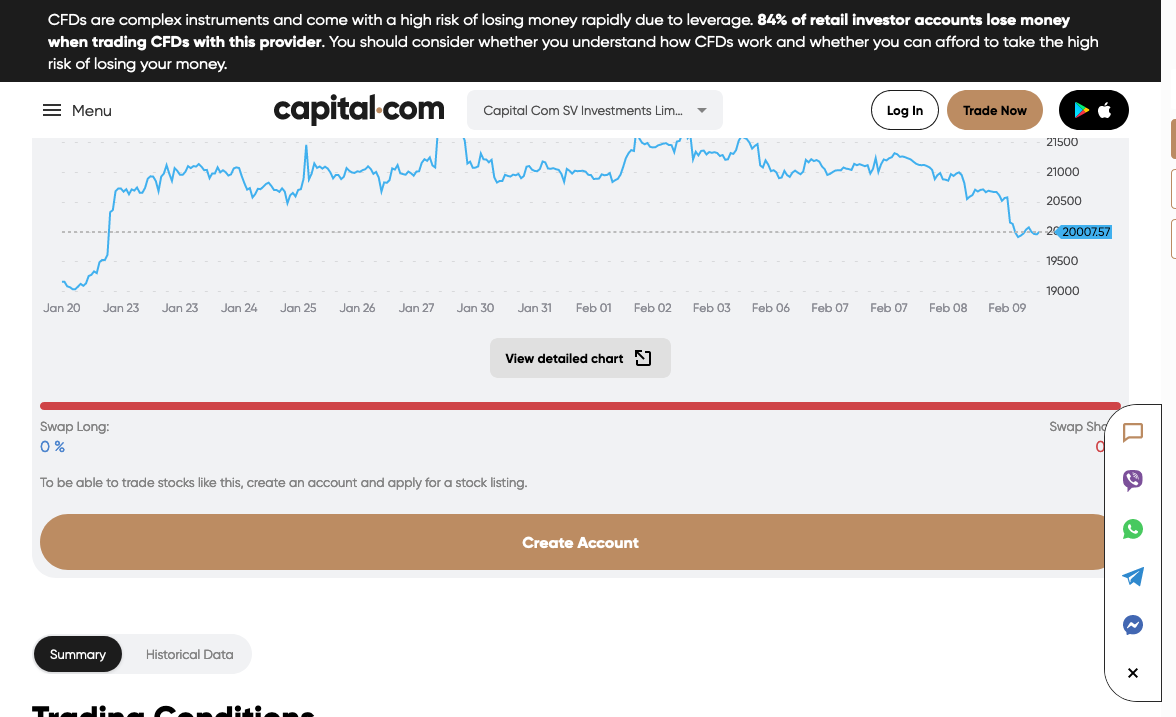 CFDs are complex instruments and come with a high risk of losing money rapidly due to leverage. 84% of retail investor accounts lose money
when trading CFDs with this provider. You should consider whether you understand how CFDs work and whether you can afford to take the high
risk of losing your money.
Menu
capital.com
Capital Com SV Investments Lim...
Log In
Trade Now
21500
21000
20500
20007.57
19500
19000
Jan 20 Jan 23 Jan 23 Jan 24 Jan 25 Jan 26 Jan 27 Jan 30 Jan 31 Feb 01 Feb 02 Feb 03 Feb 06 Feb 07 Feb 07 Feb 08 Feb 09
View detailed chart
Swap Long:
0 %
Swap Sho
0
To be able to trade stocks like this, create an account and apply for a stock listing.
Create Account
Summary
Historical Data
Trading Conditions